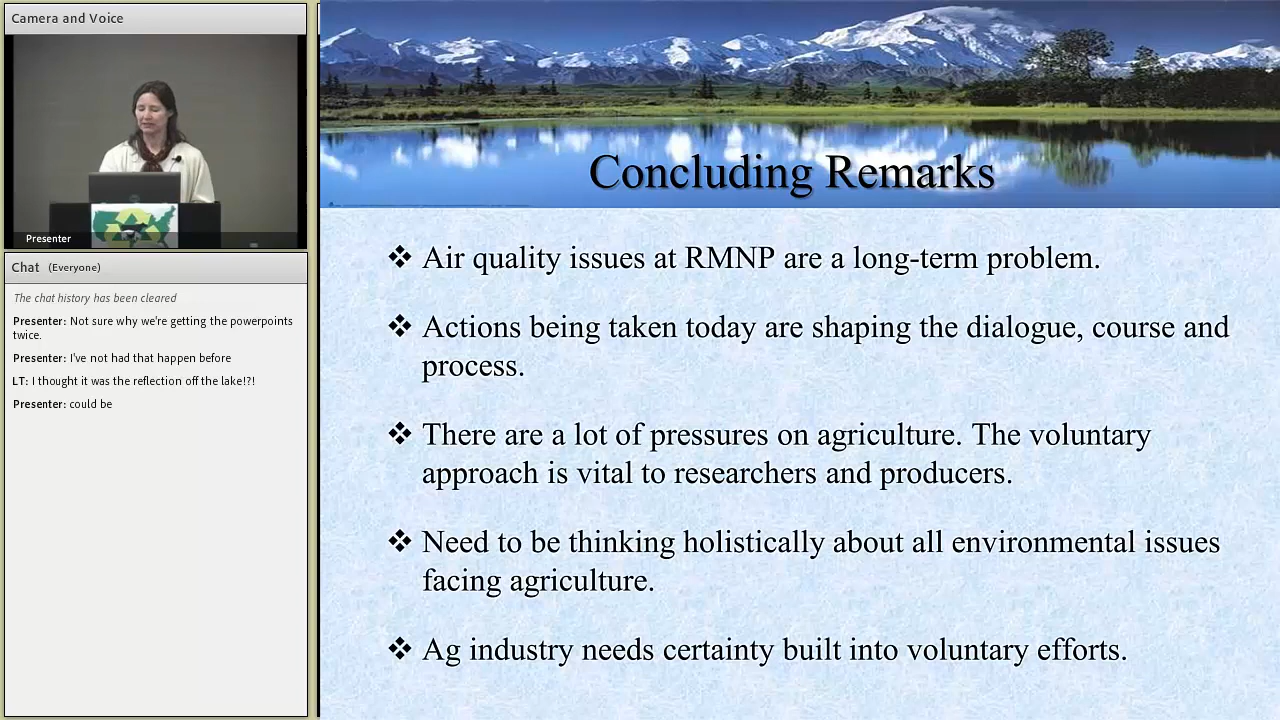 Camera and Voice
Presenter
Chat (Everyone)
The chat history has been cleared
Presenter: Not sure why we're getting the powerpoints
twice.
Presenter: I've not had that happen before
LT: I thought it was the reflection off the lake!?!
Presenter: could be
Concluding Remarks
❖ Air quality issues at RMNP are a long-term problem.
❖ Actions being taken today are shaping the dialogue, course and
process.
❖ There are a lot of pressures on agriculture. The voluntary
approach is vital to researchers and producers.
❖ Need to be thinking holistically about all environmental issues
facing agriculture.
❖ Ag industry needs certainty built into voluntary efforts.